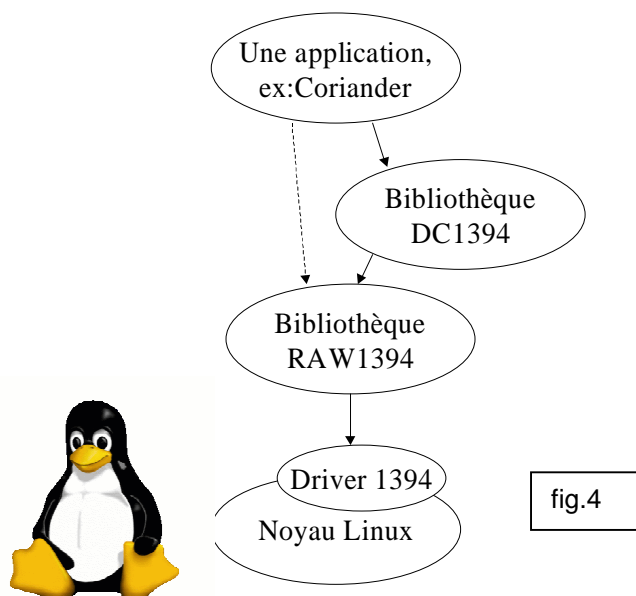 Une application,
ex:Coriander
Bibliothèque
DC1394
Bibliothèque
RAW1394
Driver 1394
Noyau Linux
fig.4